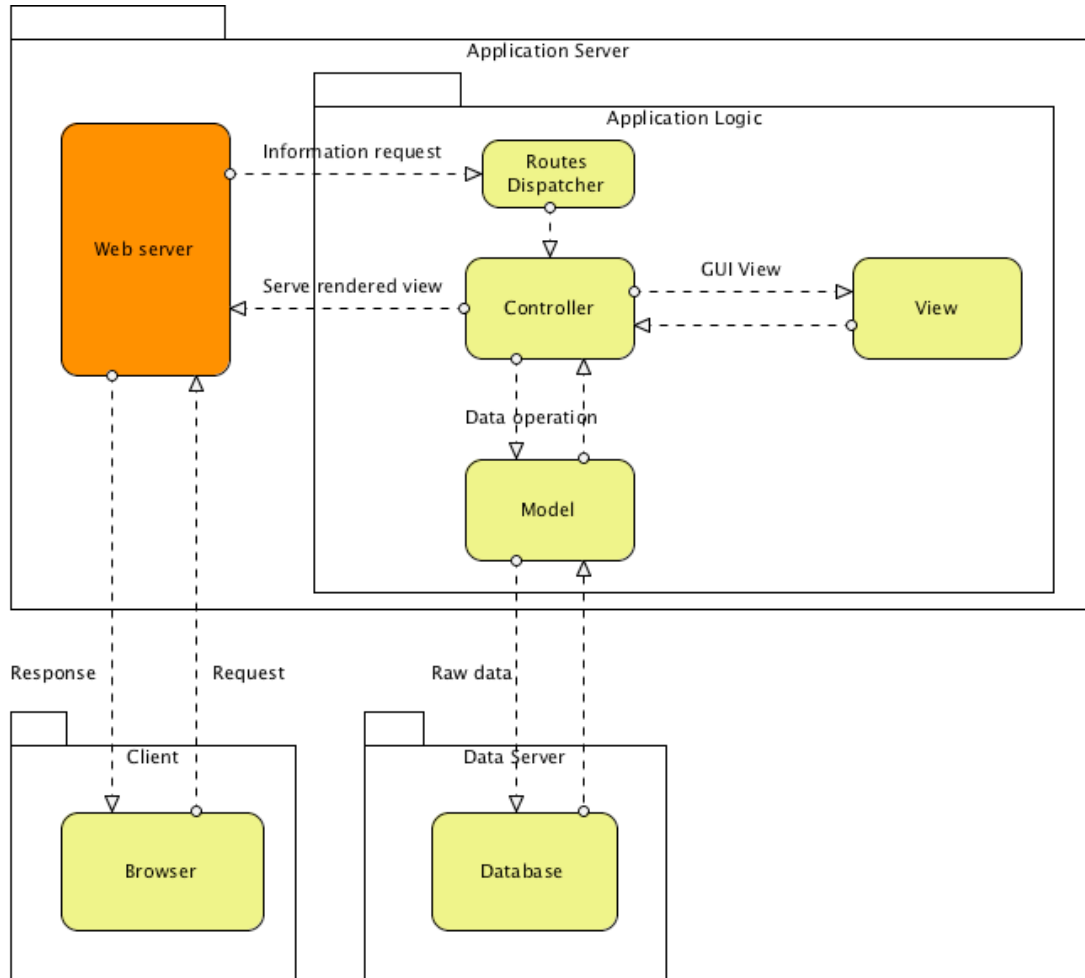 Application Server
Application Logic
Information request
Routes
Dispatcher
Web server
GUI View
Serve rendered view
Controller
View
Data operation
Model
Response
Request
Raw data
Client
Data Server
Browser
Database